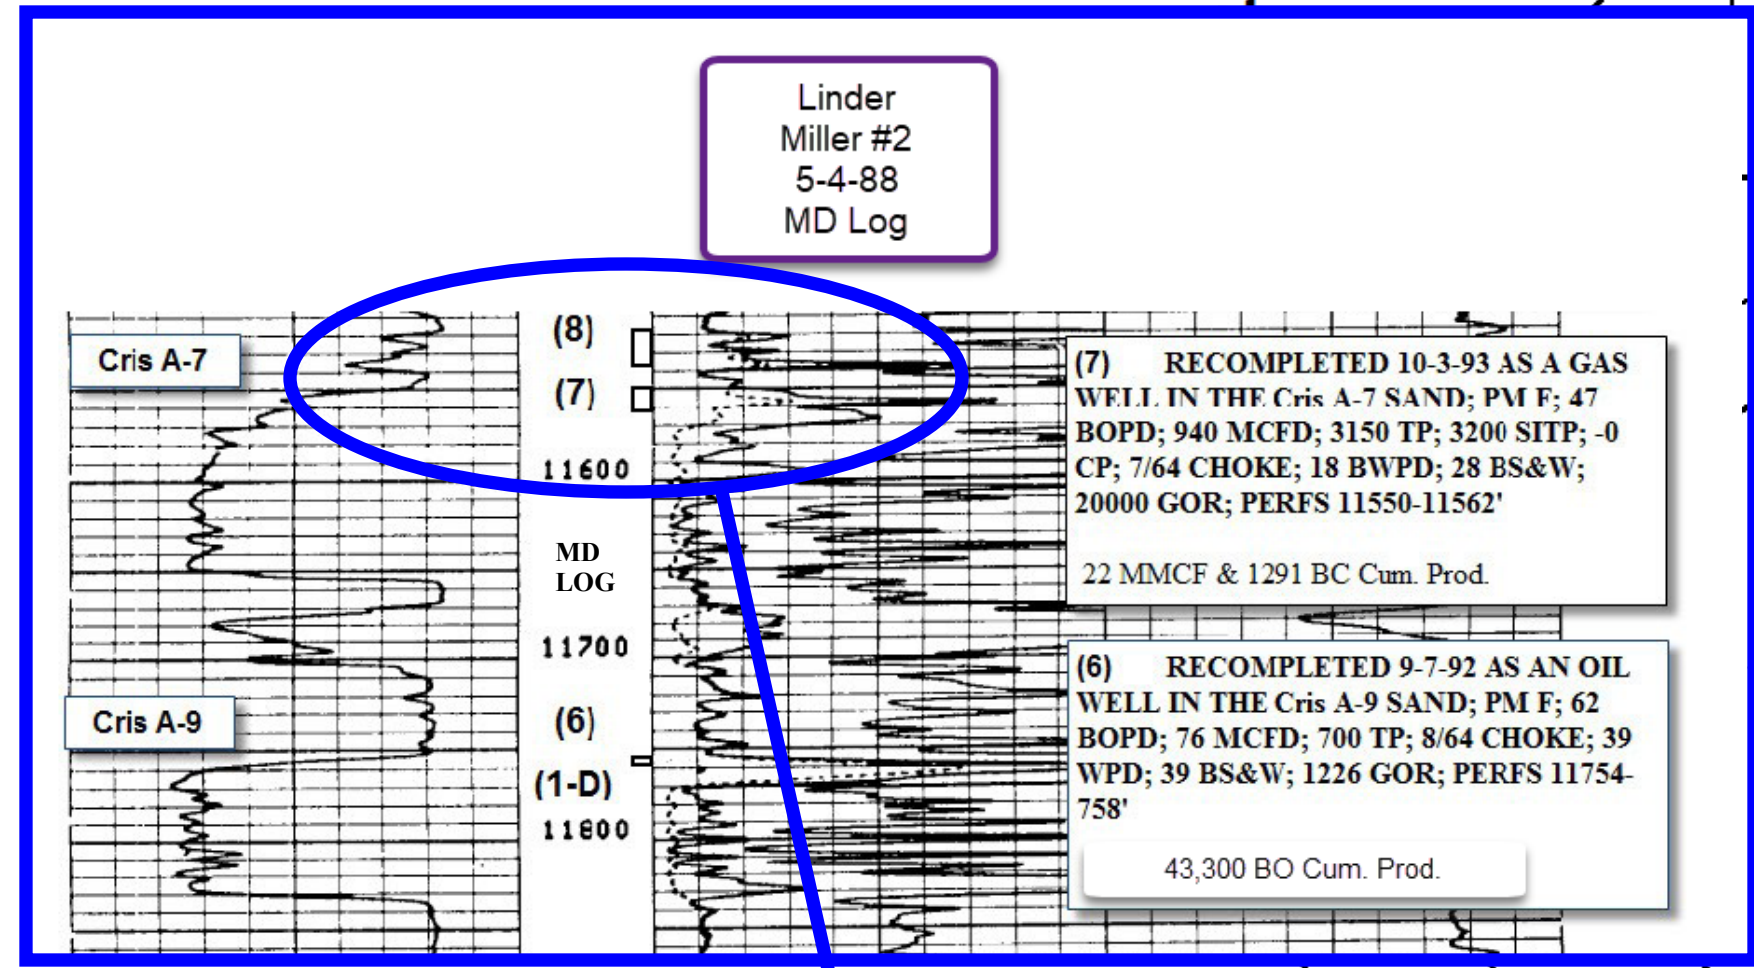 Linder
Miller #2
5-4-88
MD Log
Cris A-7
(8)
(7)
11600
MD
LOG
11700
Cris A-9
(6)
(1-D)
11800
(7) RECOMPLETED 10-3-93 AS A GAS
WELL IN THE Cris A-7 SAND; PM F; 47
BOPD; 940 MCFD; 3150 TP; 3200 SITP; -0
CP; 7/64 CHOKE; 18 BWPD; 28 BS&W;
20000 GOR; PERFS 11550-11562'
22 MMCF & 1291 BC Cum. Prod.
(6) RECOMPLETED 9-7-92 AS AN OIL
WELL IN THE Cris A-9 SAND; PM F; 62
BOPD; 76 MCFD; 700 TP; 8/64 CHOKE; 39
WPD; 39 BS&W; 1226 GOR; PERFS 11754-
758'
43,300 BO Cum. Prod.